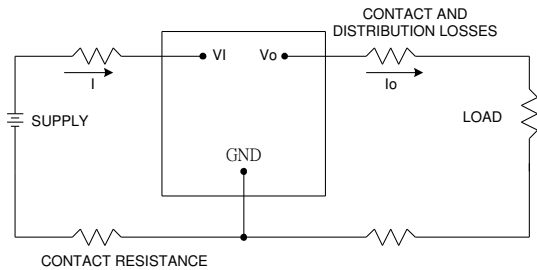 CONTACT AND
DISTRIBUTION LOSSES
VI
Vo
I
Io
SUPPLY
LOAD
GND
CONTACT RESISTANCE